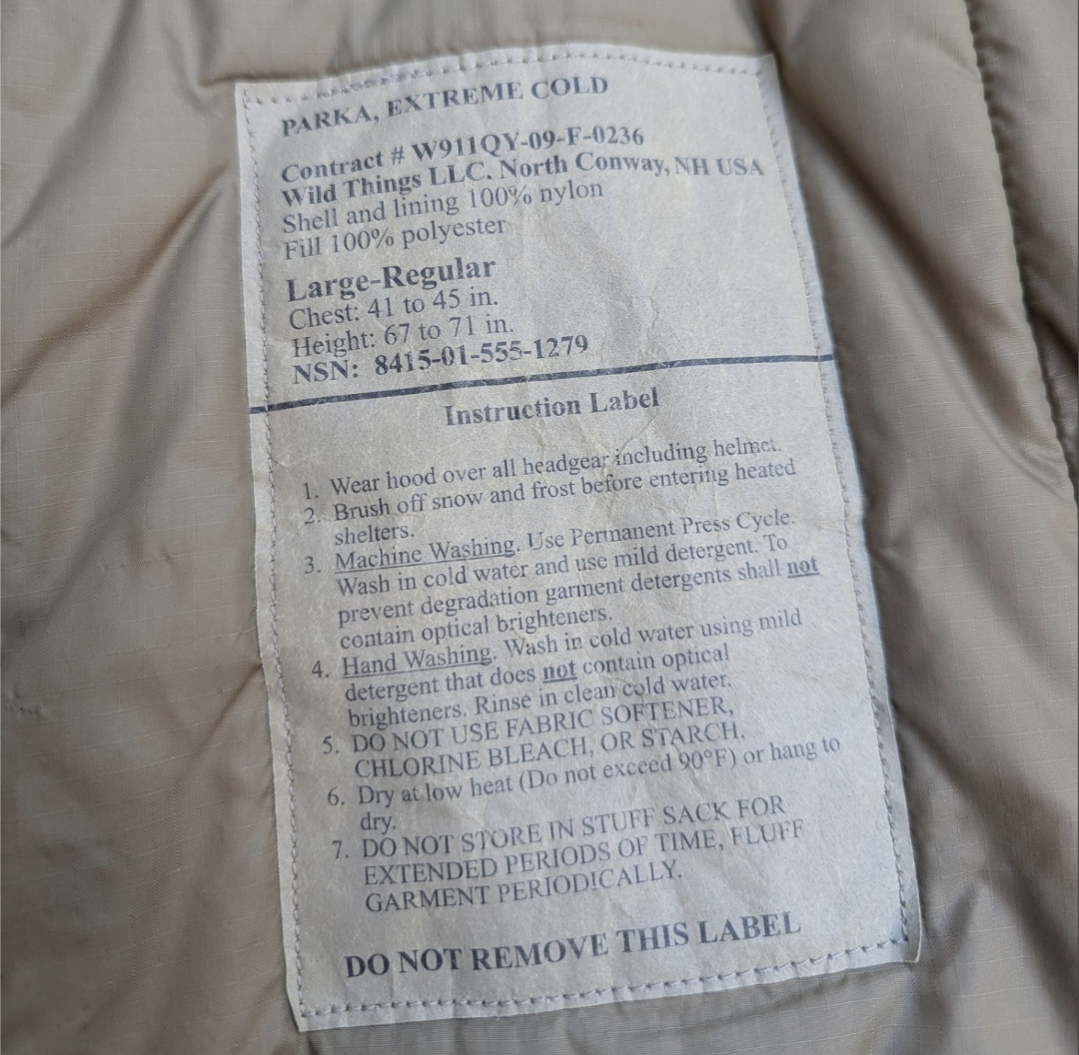 PARKA, EXTREME COLD
Contract # W911QY-09-F-0236
Wild Things LLC. North Conway, NH USA
Shell and lining 100% nylon
Fill 100% polyester
Large-Regular
Chest: 41 to 45 in.
Height: 67 to 71 in.
NSN: 8415-01-555-1279
Instruction Label
1. Wear hood over all headgear including helmet.
2. Brush off snow and frost before entering heated
shelters.
3. Machine Washing. Use Permanent Press Cycle.
Wash in cold water and use mild detergent. To
prevent degradation garment detergents shall not
contain optical brighteners.
4. Hand Washing. Wash in cold water using mild
detergent that does not contain optical
brighteners. Rinse in clean cold water.
5. DO NOT USE FABRIC SOFTENER,
CHLORINE BLEACH, OR STARCH.
6. Dry at low heat (Do not exceed 90°F) or hang to
dry.
7. DO NOT STORE IN STUFF SACK FOR
EXTENDED PERIODS OF TIME, FLUFF
GARMENT PERIODICALLY.
DO NOT REMOVE THIS LABEL